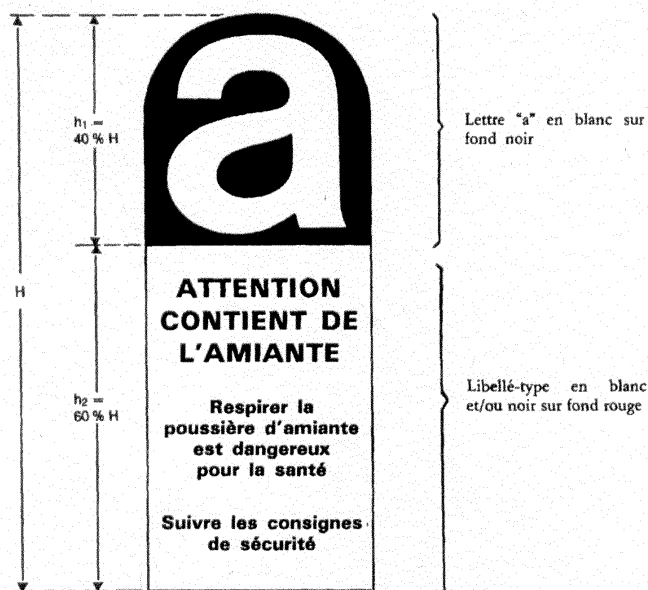 a
h₁ =
40 % H
Lettre "a" en blanc sur
fond noir
H
ATTENTION
CONTIENT DE
L'AMIANTE
h₂ =
60 % H
Respirer la
poussière d'amiante
est dangereux
pour la santé
Libellé-type en blanc
et/ou noir sur fond rouge
Suivre les consignes
de sécurité